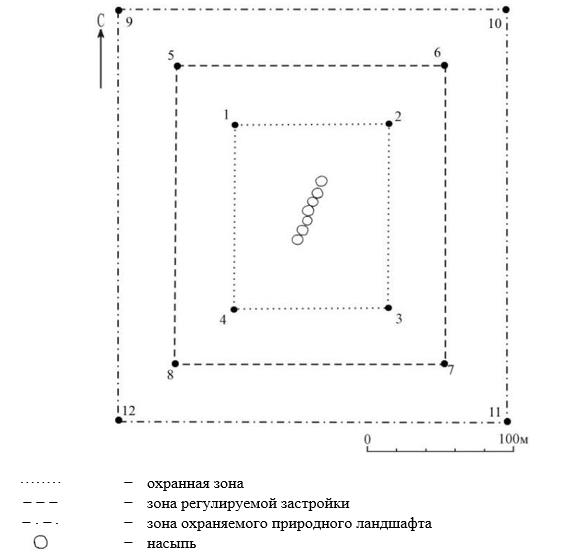 С
9
10
5
6
1
2
4
3
8
7
12
11
0 100м
– охранная зона
– зона регулируемой застройки
– зона охраняемого природного ландшафта
– насыпь